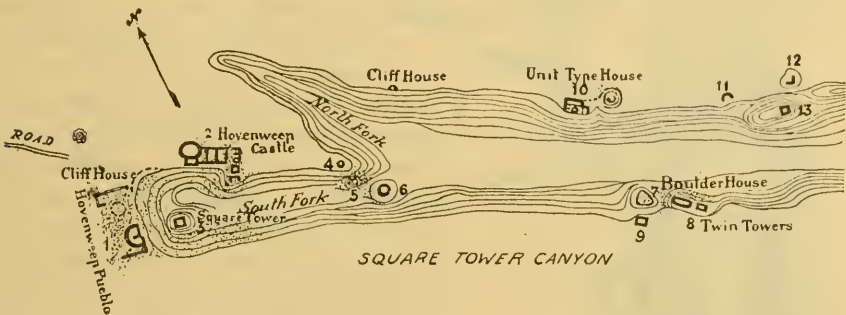 N
ROAD
Cliff House
2 Hovenweep
Castle
North Fork
4
5
6
South Fork
Cliff House
Square Tower
3
1
Hovenweep Pueblo
Unit Type House
10
11
12
13
7
Boulder House
9
8 Twin Towers
SQUARE TOWER CANYON